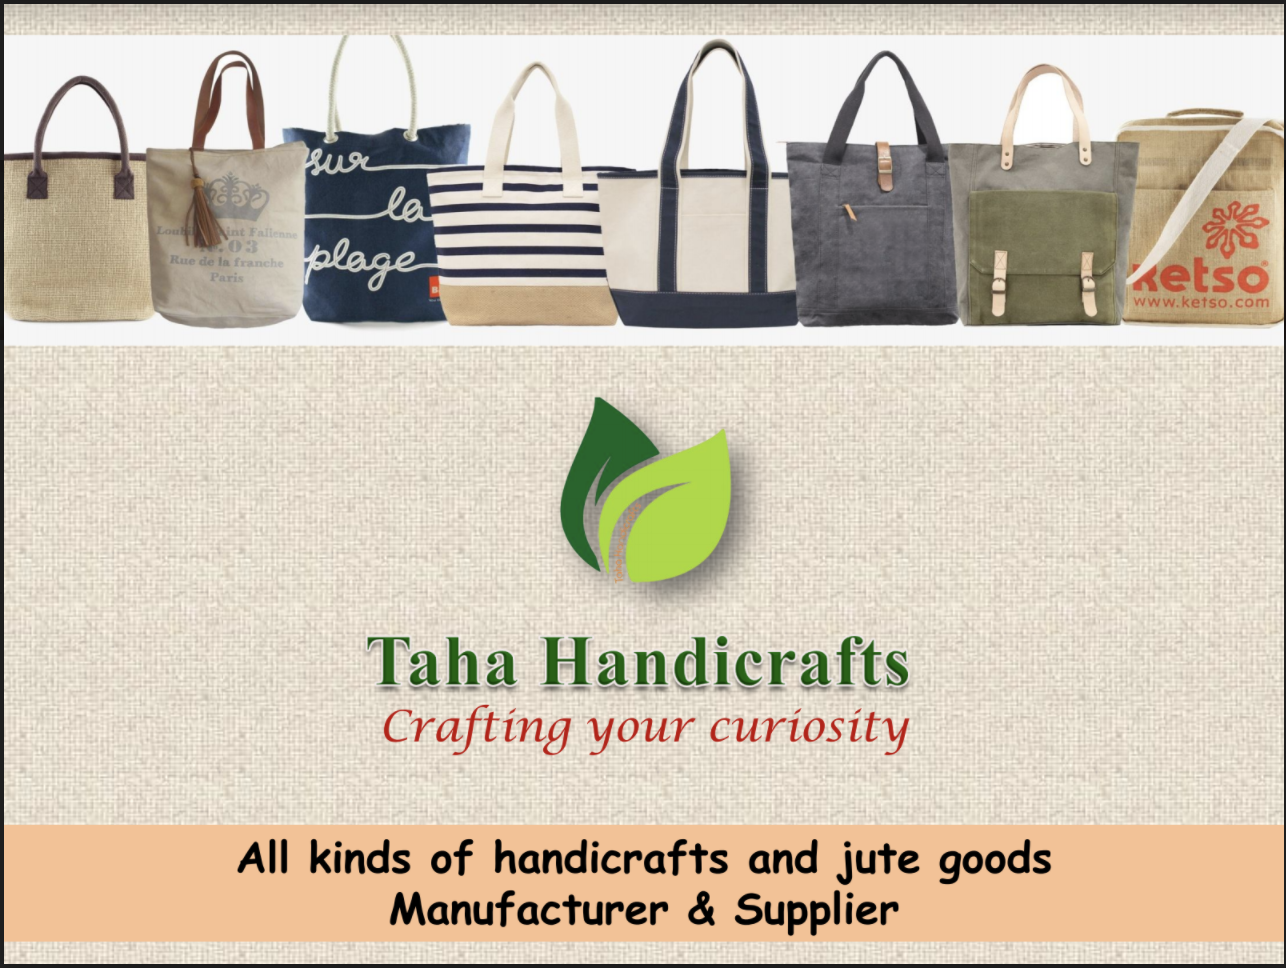 sur
la
plage
Rue de la franche
Paris
ketso
www.ketso.com
Taha Handicrafts
Crafting your curiosity
All kinds of handicrafts and jute goods
Manufacturer & Supplier